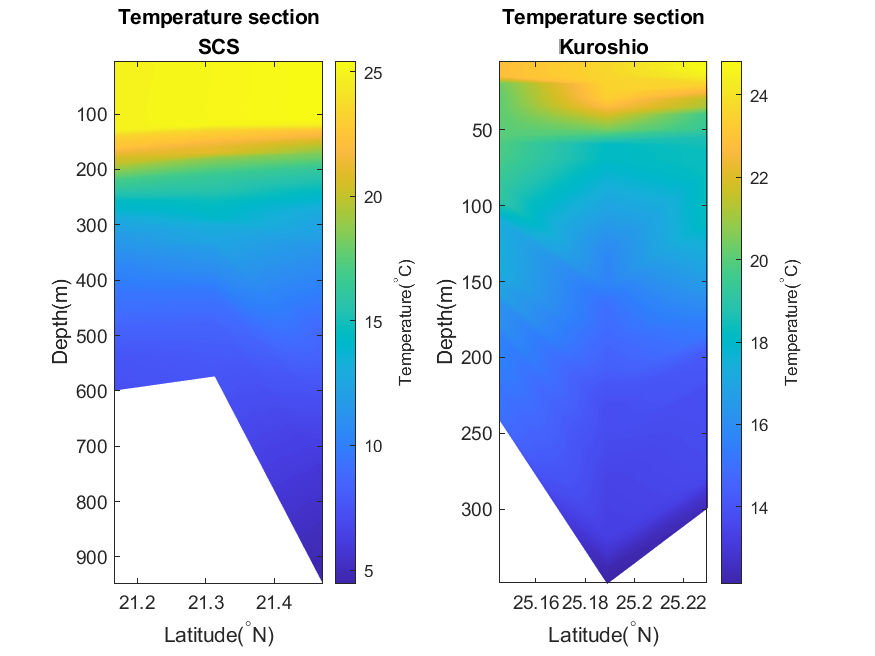 Temperature section
SCS
100
200
300
400
500
600
700
800
900
Depth(m)
21.2 21.3 21.4
Latitude(°N)
25
20
15
10
5
Temperature(°C)
Temperature section
Kuroshio
50
100
150
200
250
300
Depth(m)
25.16 25.18 25.2 25.22
Latitude(°N)
24
22
20
18
16
14
Temperature(°C)